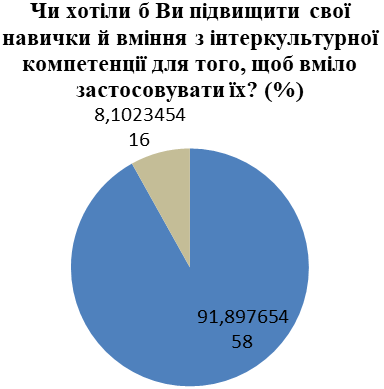 Чи хотіли б Ви підвищити свої
навички й вміння з інтеркультурної
компетенції для того, щоб вміло
застосовувати їх? (%)
8,1023454
16
91,897654
58